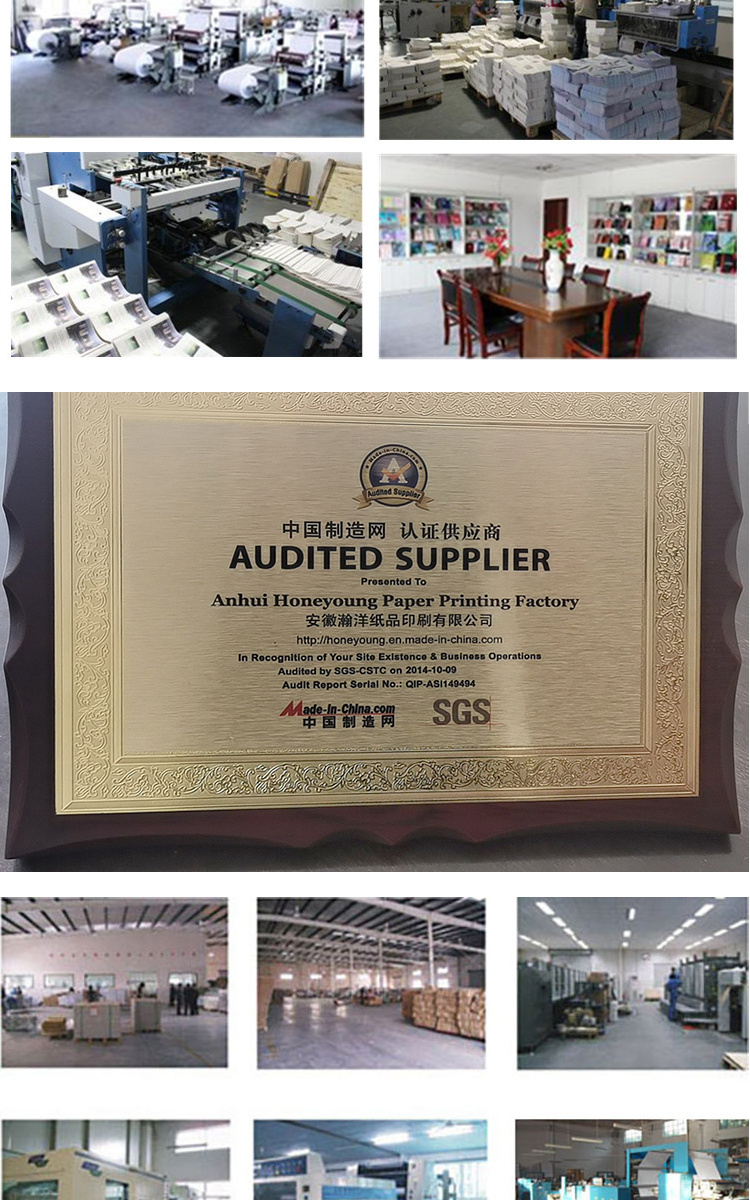 Made-in-China.com
Audited Supplier
中国制造网 认证供应商
AUDITED SUPPLIER
Presented To
Anhui Honeyoung Paper Printing Factory
安徽瀚洋纸品印刷有限公司
http://honeyoung.en.made-in-china.com
In Recognition of Your Site Existence & Business Operations
Audited by SGS-CSTC on 2014-10-09
Audit Report Serial No.: QIP-ASI149494
Made-in-China.com
中国制造网
SGS